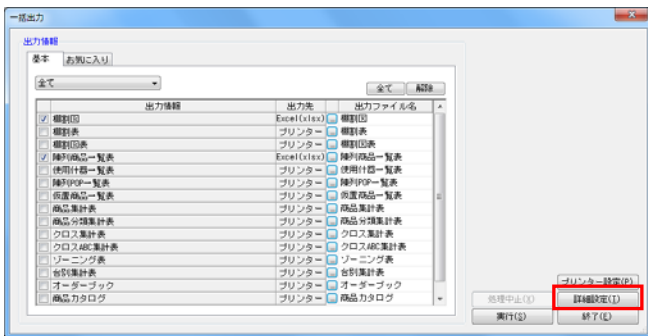 一括出力
出力情報
基本 お気に入り
全て
全て 解除
出力情報 出力先 出力ファイル名
棚割図 Excel(xlsx) 棚割図
棚割表 プリンター 棚割表
棚割図表 プリンター 棚割図表
陳列商品一覧表 Excel(xlsx) 陳列商品一覧表
使用什器一覧表 プリンター 使用什器一覧表
陳列POP一覧表 プリンター 陳列POP一覧表
仮置商品一覧表 プリンター 仮置商品一覧表
商品集計表 プリンター 商品集計表
商品分類集計表 プリンター 商品分類集計表
クロス集計表 プリンター クロス集計表
クロスABC集計表 プリンター クロスABC集計表
ゾーニング表 プリンター ゾーニング表
台別集計表 プリンター 台別集計表
オーダーブック プリンター オーダーブック
商品カタログ プリンター 商品カタログ
プリンター設定(P)
処理中止(X) 詳細設定(I)
実行(S) 終了(E)